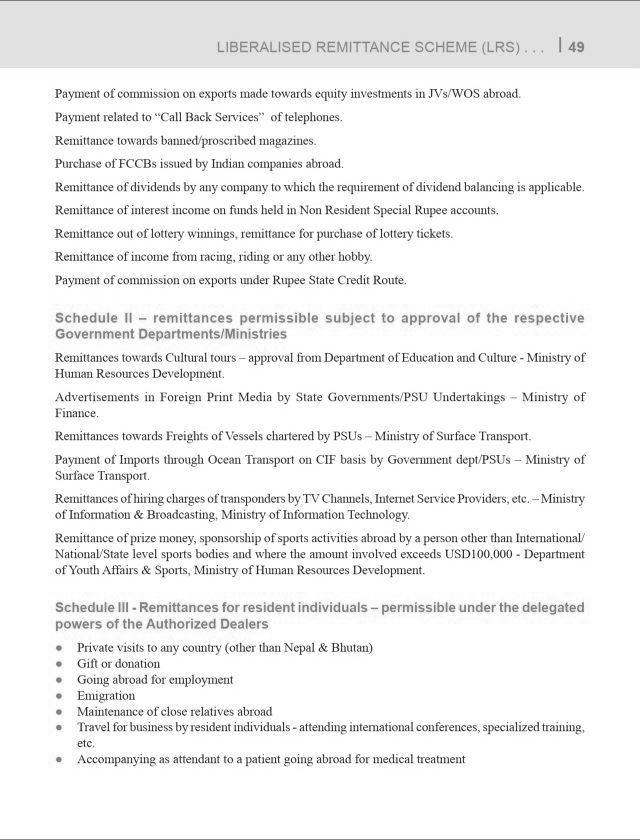 LIBERALISED REMITTANCE SCHEME (LRS) . . . | 49
Payment of commission on exports made towards equity investments in JVs/WOS abroad.
Payment related to “Call Back Services” of telephones.
Remittance towards banned/proscribed magazines.
Purchase of FCCBs issued by Indian companies abroad.
Remittance of dividends by any company to which the requirement of dividend balancing is applicable.
Remittance of interest income on funds held in Non Resident Special Rupee accounts.
Remittance out of lottery winnings, remittance for purchase of lottery tickets.
Remittance of income from racing, riding or any other hobby.
Payment of commission on exports under Rupee State Credit Route.
Schedule II – remittances permissible subject to approval of the respective
Government Departments/Ministries
Remittances towards Cultural tours – approval from Department of Education and Culture - Ministry of
Human Resources Development.
Advertisements in Foreign Print Media by State Governments/PSU Undertakings – Ministry of
Finance.
Remittances towards Freights of Vessels chartered by PSUs – Ministry of Surface Transport.
Payment of Imports through Ocean Transport on CIF basis by Government dept/PSUs – Ministry of
Surface Transport.
Remittances of hiring charges of transponders by TV Channels, Internet Service Providers, etc. – Ministry
of Information & Broadcasting, Ministry of Information Technology.
Remittance of prize money, sponsorship of sports activities abroad by a person other than International/
National/State level sports bodies and where the amount involved exceeds USD100,000 - Department
of Youth Affairs & Sports, Ministry of Human Resources Development.
Schedule III - Remittances for resident individuals – permissible under the delegated
powers of the Authorized Dealers
● Private visits to any country (other than Nepal & Bhutan)
● Gift or donation
● Going abroad for employment
● Emigration
● Maintenance of close relatives abroad
● Travel for business by resident individuals - attending international conferences, specialized training,
etc.
● Accompanying as attendant to a patient going abroad for medical treatment